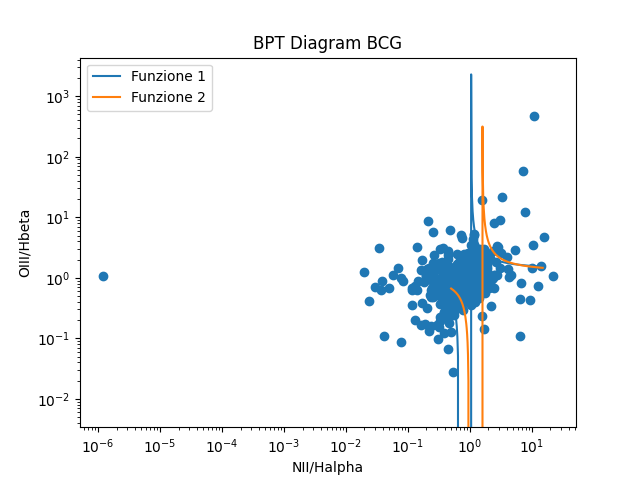 BPT Diagram BCG
Funzione 1
Funzione 2
OIII/Hbeta
10³
10²
10¹
10⁰
10⁻¹
10⁻²
10⁻⁶ 10⁻⁵ 10⁻⁴ 10⁻³ 10⁻² 10⁻¹ 10⁰ 10¹
NII/Halpha